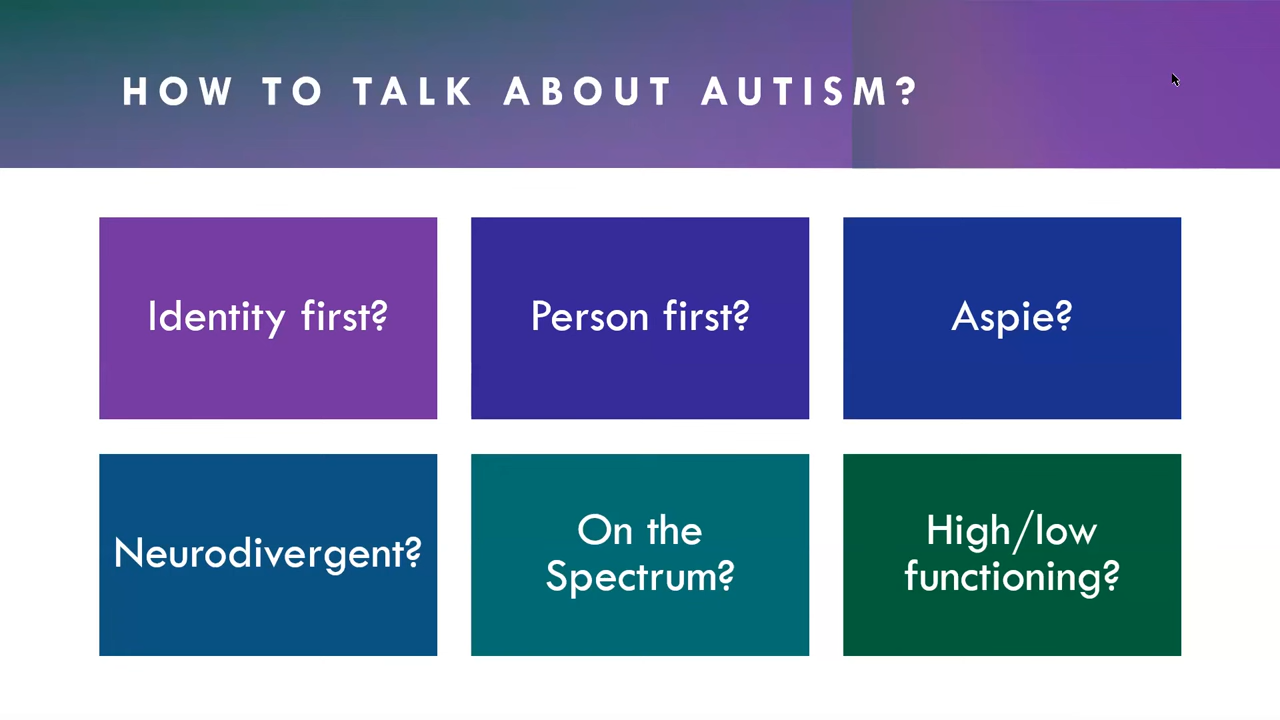 HOW TO TALK ABOUT AUTISM?
Identity first?
Person first?
Aspie?
Neurodivergent?
On the
Spectrum?
High/low
functioning?